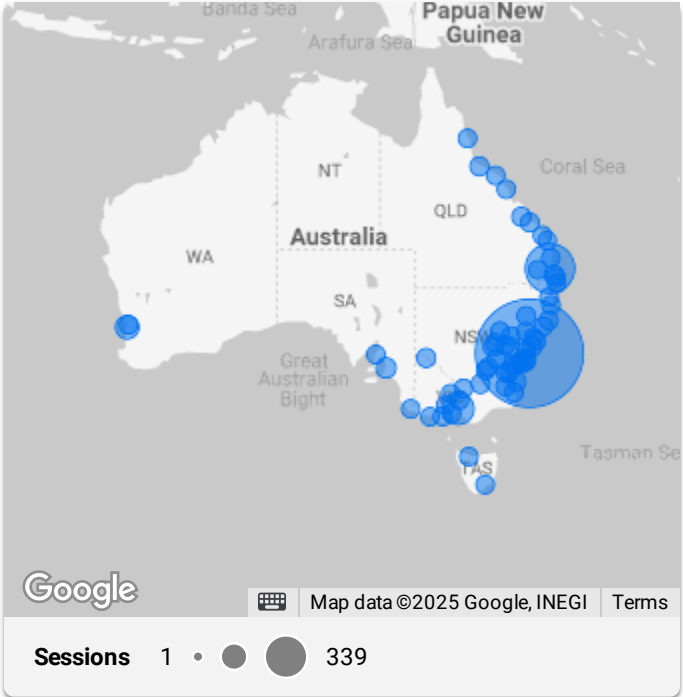 Banda Sea
Papua New
Guinea
Arafura Sea
Coral Sea
NT
QLD
Australia
WA
SA
NSW
Great
Australian
Bight
Tasman Se
TAS
Google
Map data ©2025 Google, INEGI
Terms
Sessions 1 339